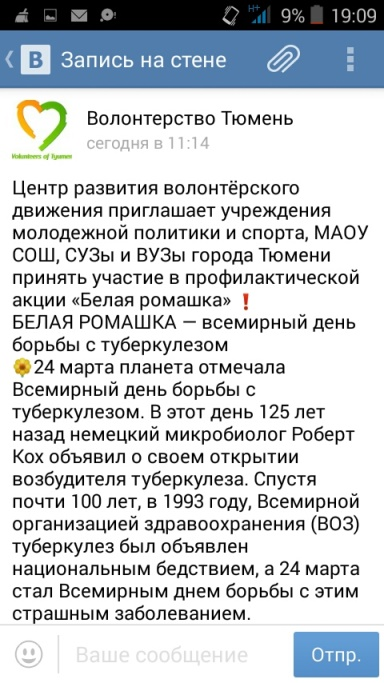 9% 19:09
В Запись на стене
Volunteers of Tyumen
Волонтерство Тюмень
сегодня в 11:14
Центр развития волонтёрского
движения приглашает учреждения
молодежной политики и спорта, МАОУ
СОШ, СУЗы и ВУЗы города Тюмени
принять участие в профилактической
акции «Белая ромашка» ❗
БЕЛАЯ РОМАШКА — всемирный день
борьбы с туберкулезом
🌼24 марта планета отмечала
Всемирный день борьбы с
туберкулезом. В этот день 125 лет
назад немецкий микробиолог Роберт
Кох объявил о своем открытии
возбудителя туберкулеза. Спустя
почти 100 лет, в 1993 году, Всемирной
организацией здравоохранения (ВОЗ)
туберкулез был объявлен
национальным бедствием, а 24 марта
стал Всемирным днем борьбы с этим
страшным заболеванием.
Ваше сообщение
Отпр.